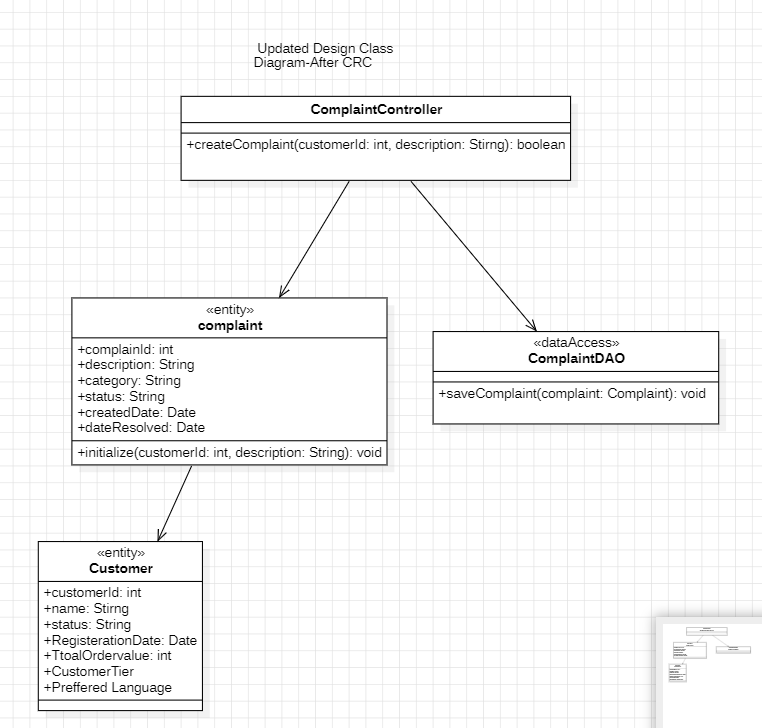 Updated Design Class
Diagram-After CRC
ComplaintController
+createComplaint(customerId: int, description: Stirng): boolean
«entity»
complaint
+complainId: int
+description: String
+category: String
+status: String
+createdDate: Date
+dateResolved: Date
+initialize(customerId: int, description: String): void
«dataAccess»
ComplaintDAO
+saveComplaint(complaint: Complaint): void
«entity»
Customer
+customerId: int
+name: Stirng
+status: String
+RegisterationDate: Date
+TtoalOrdervalue: int
+CustomerTier
+Preffered Language